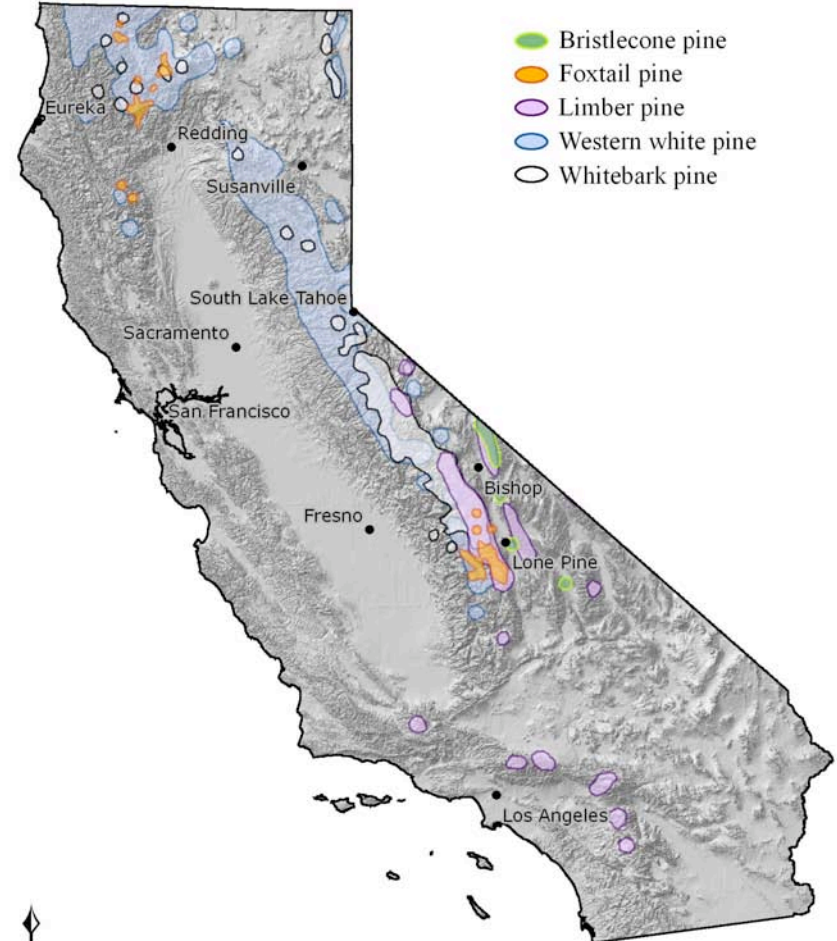 Bristlecone pine
Foxtail pine
Limber pine
Western white pine
Whitebark pine
Eureka
Redding
Susanville
South Lake Tahoe
Sacramento
San Francisco
Bishop
Fresno
Lone Pine
Los Angeles